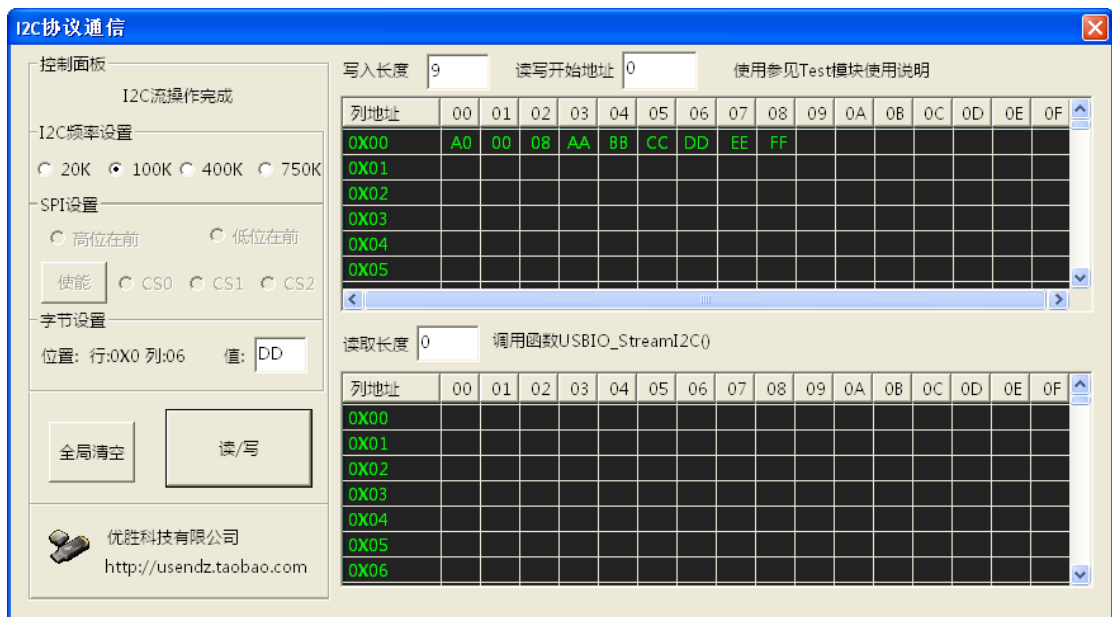 I2C协议通信
控制面板
I2C流操作完成
I2C频率设置
20K 100K 400K 750K
SPI设置
高位在前 低位在前
使能 CS0 CS1 CS2
字节设置
位置: 行:0X0 列:06 值: DD
全局清空 读/写
优胜科技有限公司
http://usendz.taobao.com
写入长度 9 读写开始地址 0 使用参见Test模块使用说明
列地址 00 01 02 03 04 05 06 07 08 09 0A 0B 0C 0D 0E 0F
0X00 A0 00 08 AA BB CC DD EE FF
0X01
0X02
0X03
0X04
0X05
读取长度 0 调用函数USBIO_StreamI2C()
列地址 00 01 02 03 04 05 06 07 08 09 0A 0B 0C 0D 0E 0F
0X00
0X01
0X02
0X03
0X04
0X05
0X06